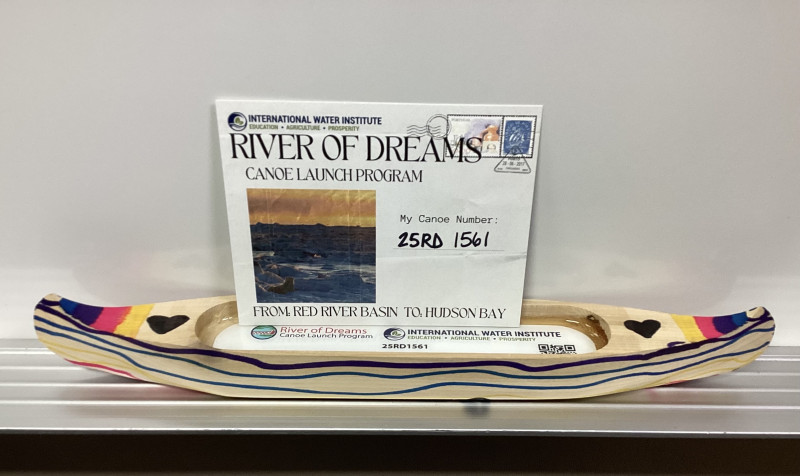 INTERNATIONAL WATER INSTITUTE
EDUCATION • AGRICULTURE • PROSPERITY
RIVER OF DREAMS
CANOE LAUNCH PROGRAM
My Canoe Number:
25RD 1561
FROM: RED RIVER BASIN TO: HUDSON BAY
River of Dreams
Canoe Launch Program
INTERNATIONAL WATER INSTITUTE
EDUCATION • AGRICULTURE • PROSPERITY
25RD1561